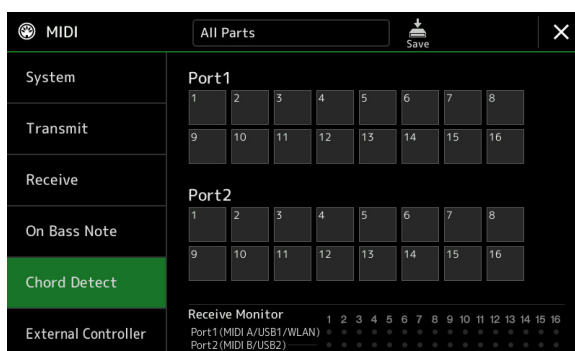 MIDI
All Parts
Save
System
Transmit
Receive
On Bass Note
Chord Detect
External Controller
Port1
1 2 3 4 5 6 7 8
9 10 11 12 13 14 15 16
Port2
1 2 3 4 5 6 7 8
9 10 11 12 13 14 15 16
Receive Monitor 1 2 3 4 5 6 7 8 9 10 11 12 13 14 15 16
Port1(MIDI A/USB1/WLAN)
Port2(MIDI B/USB2)